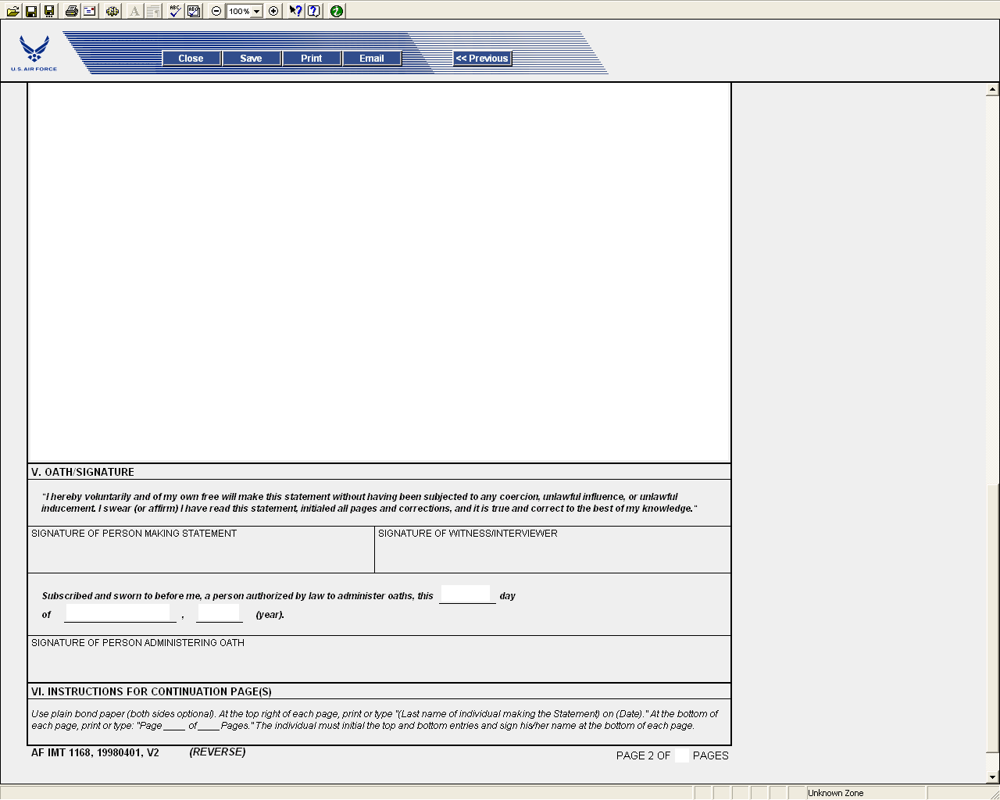 100%
U.S. AIR FORCE
Close Save Print Email << Previous
V. OATH/SIGNATURE
"I hereby voluntarily and of my own free will make this statement without having been subjected to any coercion, unlawful influence, or unlawful
inducement. I swear (or affirm) I have read this statement, initialed all pages and corrections, and it is true and correct to the best of my knowledge."
SIGNATURE OF PERSON MAKING STATEMENT SIGNATURE OF WITNESS/INTERVIEWER
Subscribed and sworn to before me, a person authorized by law to administer oaths, this ______ day
of ______ , ______ (year).
SIGNATURE OF PERSON ADMINISTERING OATH
VI. INSTRUCTIONS FOR CONTINUATION PAGE(S)
Use plain bond paper (both sides optional). At the top right of each page, print or type "(Last name of individual making the Statement) on (Date)." At the bottom of
each page, print or type: "Page ____ of ____ Pages." The individual must initial the top and bottom entries and sign his/her name at the bottom of each page.
AF IMT 1168, 19980401, V2 (REVERSE) PAGE 2 OF PAGES
Unknown Zone